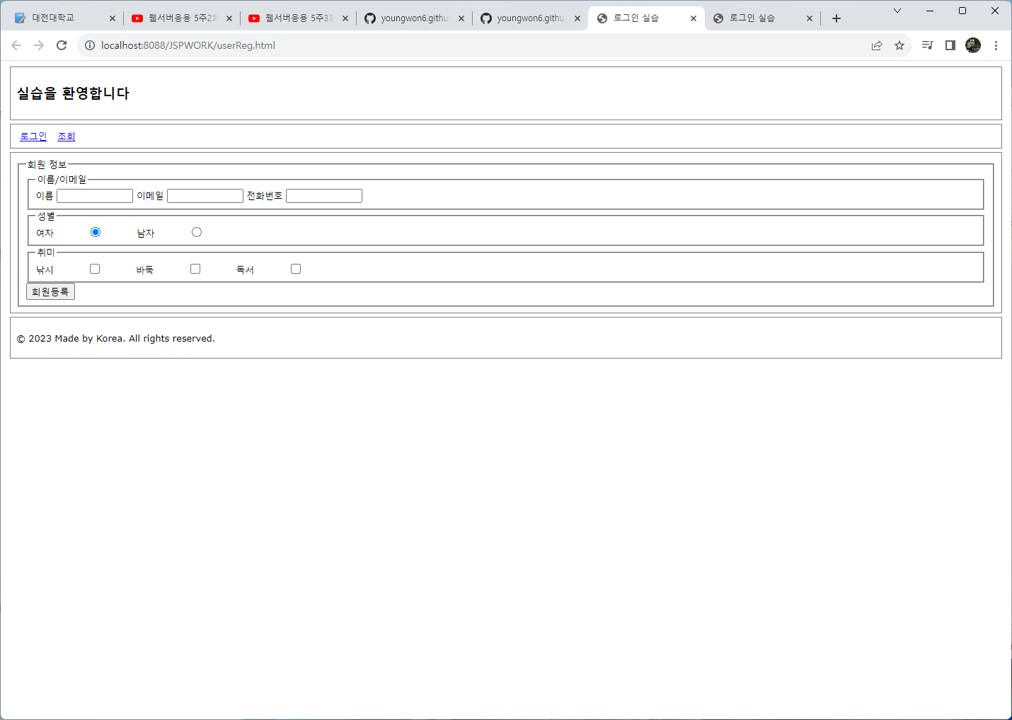 대전대학교 웹서버응용 5주2 웹서버응용 5주3 youngwon6.githu youngwon6.githu 로그인 실습 로그인 실습
localhost:8088/JSPWORK/userReg.html
실습을 환영합니다
로그인 조회
회원 정보
이름/이메일
이름 이메일 전화번호
성별
여자 남자
취미
낚시 바둑 독서
회원등록
© 2023 Made by Korea. All rights reserved.